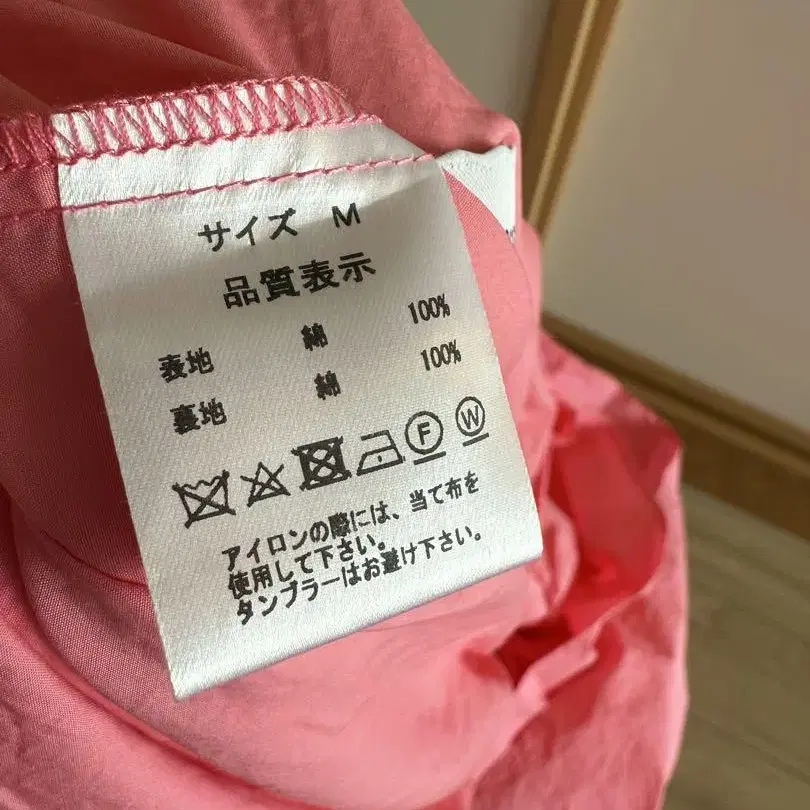 サイズ M
品質表示
表地 綿 100%
裏地 綿 100%
F W
アイロンの際には、当て布を
使用して下さい。
タンブラーはお避け下さい。